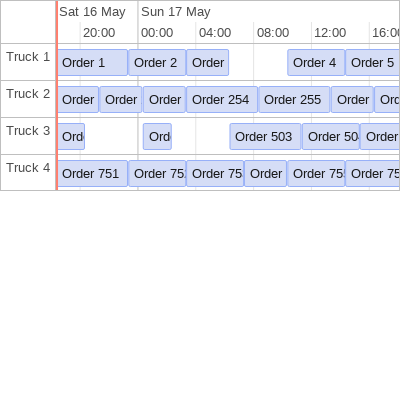 Sat 16 May Sun 17 May
20:00 00:00 04:00 08:00 12:00 16:00
Truck 1 Order 1 Order 2 Order Order 4 Order 5
Truck 2 Order Order Order Order 254 Order 255 Order Ord
Truck 3 Ord Ord Order 503 Order 50 Order
Truck 4 Order 751 Order 75 Order 75 Order Order 75 Order 75